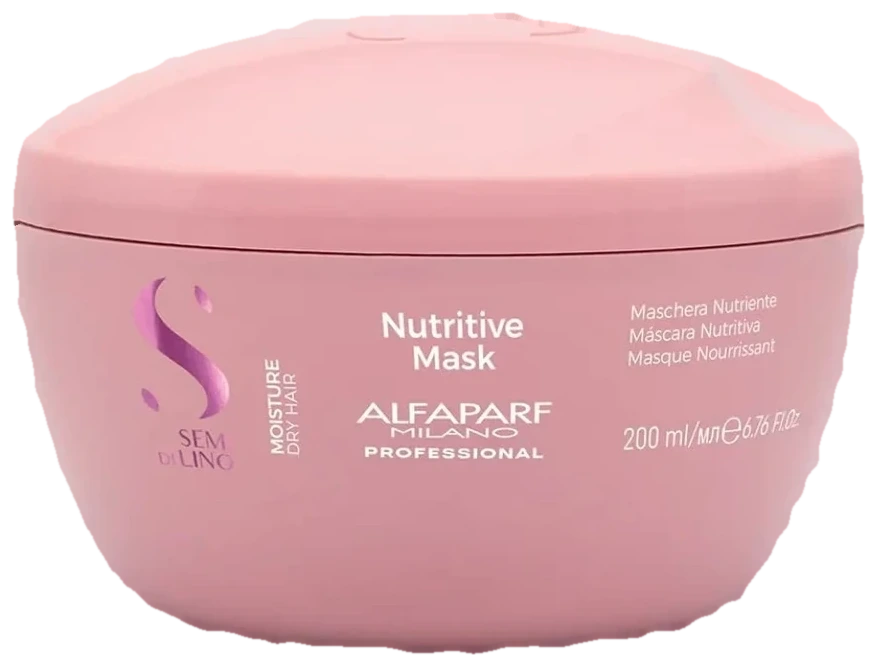 SEM
DI LINO
MOISTURE
DRY HAIR
Nutritive
Mask
ALFAPARF
MILANO
PROFESSIONAL
Maschera Nutriente
Máscara Nutritiva
Masque Nourrissant
200 ml/мл℮6.76 Fl.Oz.